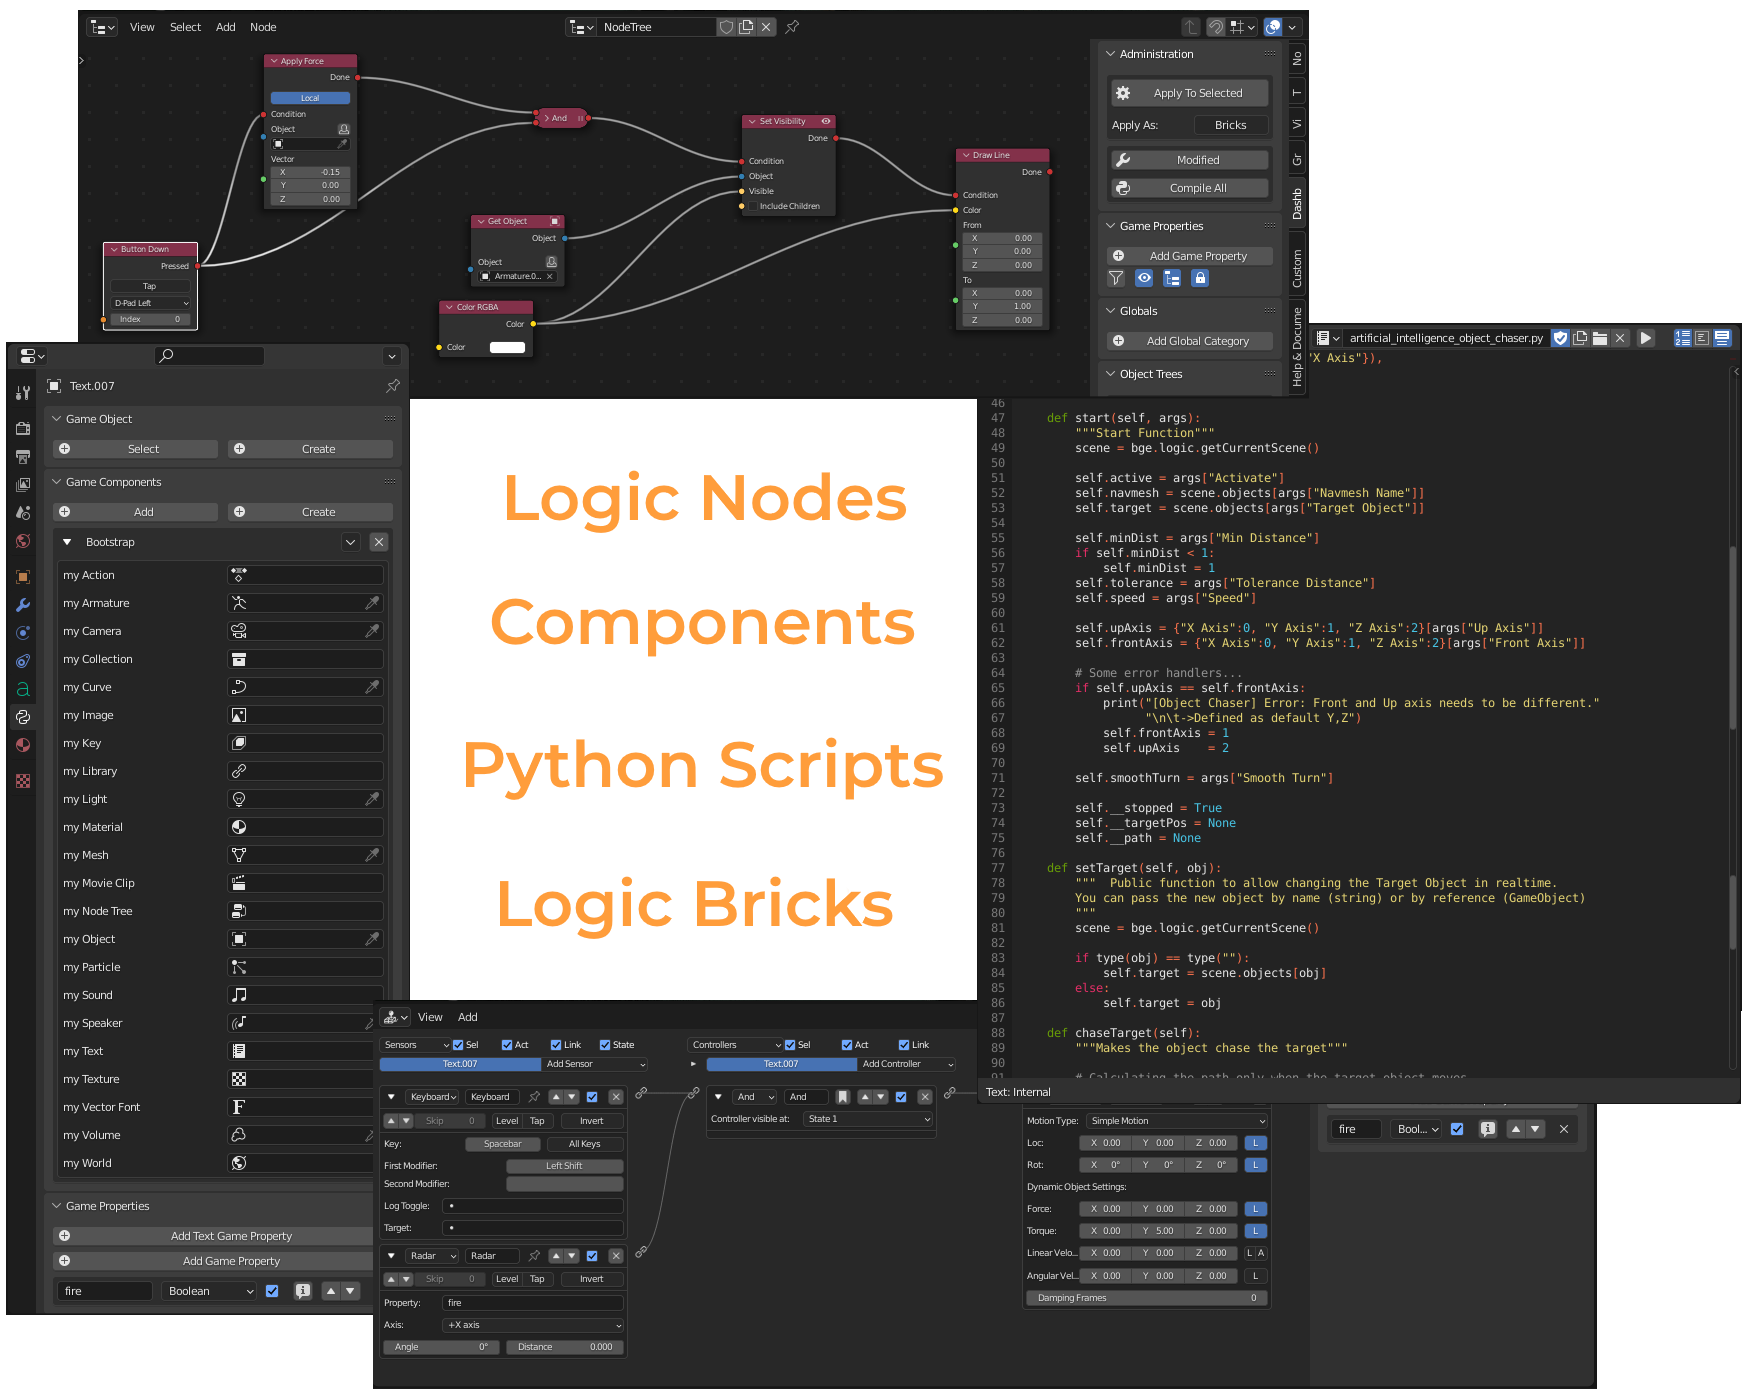 View Select Add Node
NodeTree
Apply Force
Done
Local
Condition
Object
Vector
X -0.15
Y 0.00
Z 0.00
And
Set Visibility
Done
Condition
Object
Visible
Include Children
Draw Line
Done
Condition
Color
From
X 0.00
Y 0.00
Z 0.00
To
X 0.00
Y 1.00
Z 0.00
Get Object
Object
Object
Armature.0...
Button Down
Pressed
Tap
D-Pad Left
Index 0
Color RGBA
Color
Color
Administration
Apply To Selected
Apply As: Bricks
Modified
Compile All
Game Properties
Add Game Property
Globals
Add Global Category
Object Trees
No
T
Vi
Gr
Dashb
Custom
Help & Docume
Text.007
Game Object
Select Create
Game Components
Add Create
Bootstrap
my Action
my Armature
my Camera
my Collection
my Curve
my Image
my Key
my Library
my Light
my Material
my Mesh
my Movie Clip
my Node Tree
my Object
my Particle
my Sound
my Speaker
my Text
my Texture
my Vector Font
F
my Volume
my World
Game Properties
Add Text Game Property
Add Game Property
fire Boolean
Logic Nodes
Components
Python Scripts
Logic Bricks
artificial_intelligence_object_chaser.py
'X Axis"}),
46
47 def start(self, args):
48 """Start Function"""
49 scene = bge.logic.getCurrentScene()
50
51 self.active = args["Activate"]
52 self.navmesh = scene.objects[args["Navmesh Name"]]
53 self.target = scene.objects[args["Target Object"]]
54
55 self.minDist = args["Min Distance"]
56 if self.minDist < 1:
57 self.minDist = 1
58 self.tolerance = args["Tolerance Distance"]
59 self.speed = args["Speed"]
60
61 self.upAxis = {"X Axis":0, "Y Axis":1, "Z Axis":2}[args["Up Axis"]]
62 self.frontAxis = {"X Axis":0, "Y Axis":1, "Z Axis":2}[args["Front Axis"]]
63
64 # Some error handlers...
65 if self.upAxis == self.frontAxis:
66 print("[Object Chaser] Error: Front and Up axis needs to be different."
67 "\n\t->Defined as default Y,Z")
68 self.frontAxis = 1
69 self.upAxis = 2
70
71 self.smoothTurn = args["Smooth Turn"]
72
73 self.__stopped = True
74 self.__targetPos = None
75 self.__path = None
76
77 def setTarget(self, obj):
78 """ Public function to allow changing the Target Object in realtime.
79 You can pass the new object by name (string) or by reference (GameObject)
80 """
81 scene = bge.logic.getCurrentScene()
82
83 if type(obj) == type(""):
84 self.target = scene.objects[obj]
85 else:
86 self.target = obj
87
88 def chaseTarget(self):
89 """Makes the object chase the target"""
90
91 # Calculating the path only when the target object moves
Text: Internal
View Add
Sensors Sel Act Link State
Text.007 Add Sensor
Keyboard Keyboard
Skip 0 Level Tap Invert
Key: Spacebar All Keys
First Modifier: Left Shift
Second Modifier:
Log Toggle:
Target:
Radar Radar
Skip 0 Level Tap Invert
Property: fire
Axis: +X axis
Angle 0° Distance 0.000
Controllers Sel Act Link
Text.007 Add Controller
And And
Controller visible at: State 1
Motion Type: Simple Motion
Loc: X 0.00 Y 0.00 Z 0.00 L
Rot: X 0° Y 0° Z 0° L
Dynamic Object Settings:
Force: X 0.00 Y 0.00 Z 0.00 L
Torque: X 0.00 Y 5.00 Z 0.00 L
Linear Velo... X 0.00 Y 0.00 Z 0.00 L A
Angular Vel... X 0.00 Y 0.00 Z 0.00 L
Damping Frames 0
fire Bool...